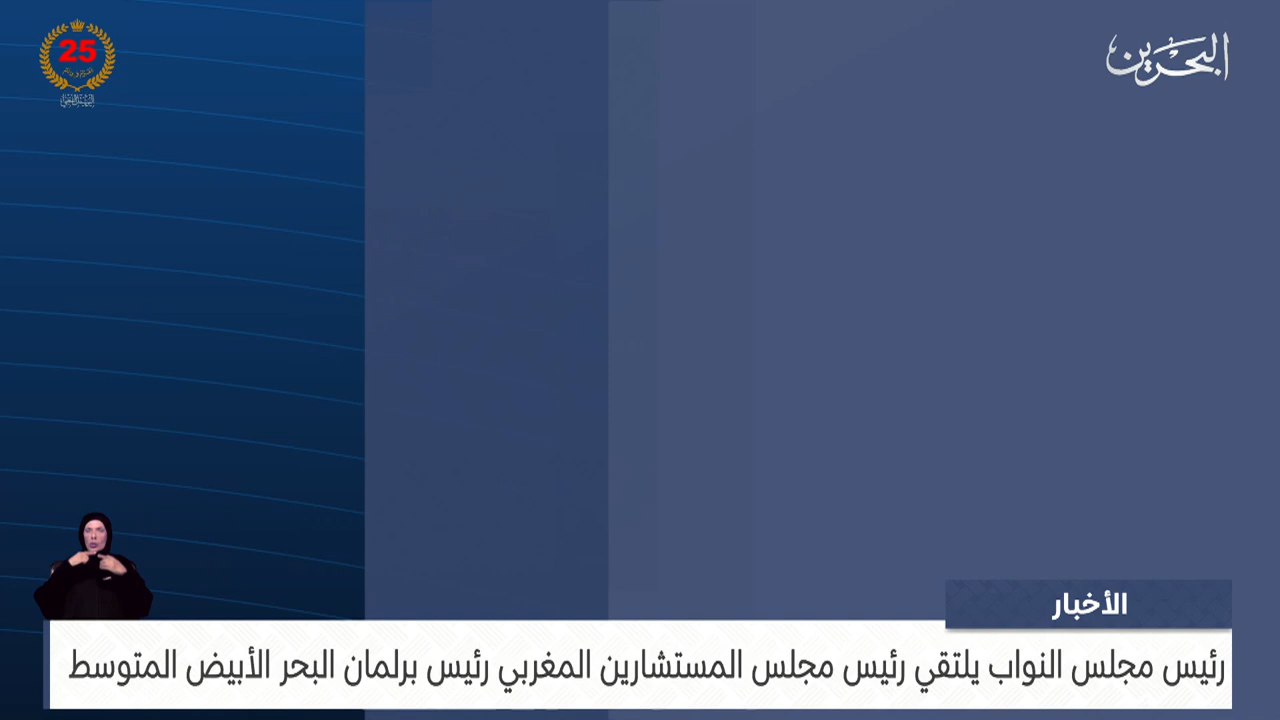 البحرين
25
الأخبار
رئيس مجلس النواب يلتقي رئيس مجلس المستشارين المغربي رئيس برلمان البحر الأبيض المتوسط